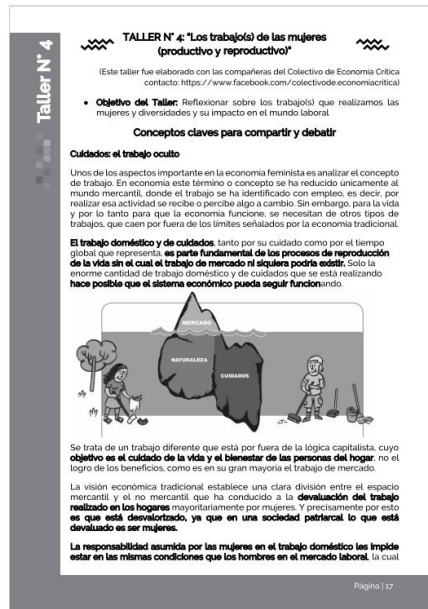 Taller N° 4
TALLER N° 4: "Los trabajo(s) de las mujeres
(productivo y reproductivo)"
(Este taller fue elaborado con las compañeras del Colectivo de Economía Crítica
contacto: https://www.facebook.com/colectivode.economiacritica)
• Objetivo del Taller: Reflexionar sobre los trabajo(s) que realizamos las
mujeres y diversidades y su impacto en el mundo laboral
Conceptos claves para compartir y debatir
Cuidados: el trabajo oculto
Unos de los aspectos importante en la economía feminista es analizar el concepto
de trabajo. En economía este término o concepto se ha reducido únicamente al
mundo mercantil, donde el trabajo se ha identificado con empleo, es decir, por
realizar esa actividad se recibe o percibe algo a cambio. Sin embargo, para la vida
y por lo tanto para que la economía funcione, se necesitan de otros tipos de
trabajos, que caen por fuera de los límites señalados por la economía tradicional.
El trabajo doméstico y de cuidados, tanto por su cuidado como por el tiempo
global que representa, es parte fundamental de los procesos de reproducción
de la vida sin el cual el trabajo de mercado ni siquiera podría existir. Solo la
enorme cantidad de trabajo doméstico y de cuidados que se está realizando
hace posible que el sistema económico pueda seguir funcionando.
MERCADO
NATURALEZA
CUIDADOS
Se trata de un trabajo diferente que está por fuera de la lógica capitalista, cuyo
objetivo es el cuidado de la vida y el bienestar de las personas del hogar, no el
logro de los beneficios, como es en su gran mayoría el trabajo de mercado.
La visión económica tradicional establece una clara división entre el espacio
mercantil y el no mercantil que ha conducido a la devaluación del trabajo
realizado en los hogares mayoritariamente por mujeres. Y precisamente por esto
es que está desvalorizado, ya que en una sociedad patriarcal lo que está
devaluado es ser mujeres.
La responsabilidad asumida por las mujeres en el trabajo doméstico les impide
estar en las mismas condiciones que los hombres en el mercado laboral, la cual
Página | 17